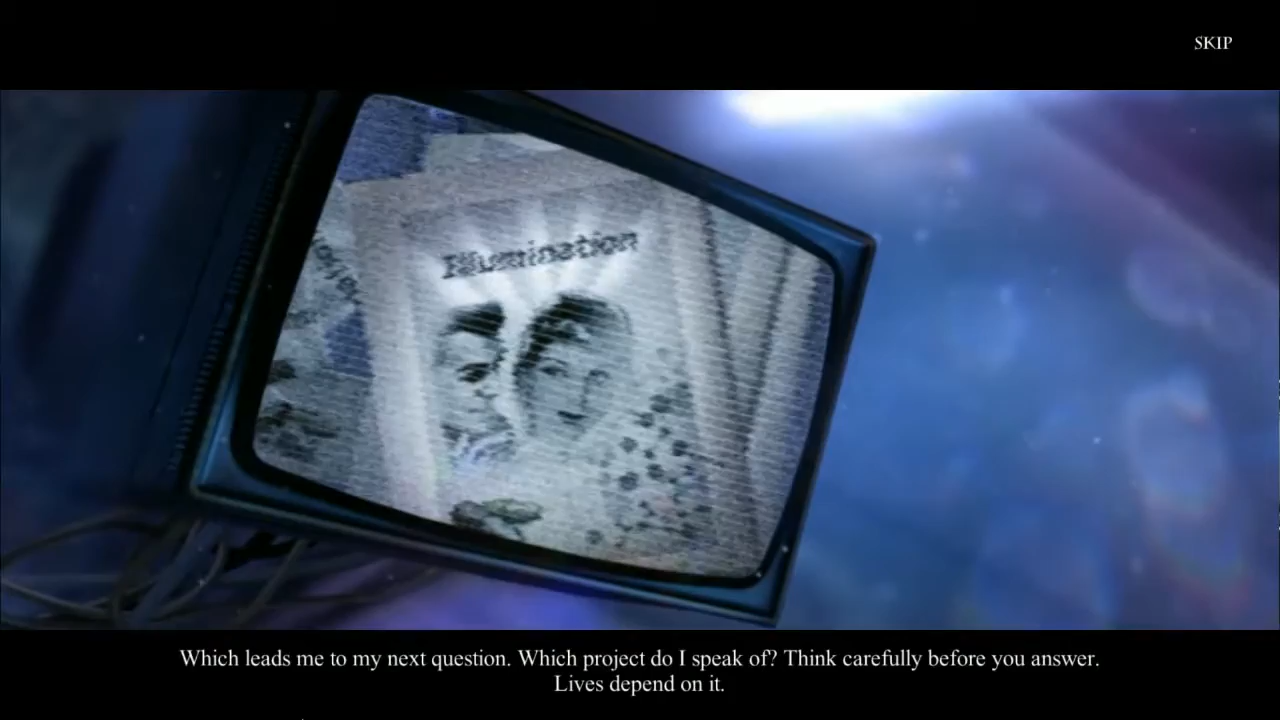 SKIP
Illumination
Which leads me to my next question. Which project do I speak of? Think carefully before you answer.
Lives depend on it.